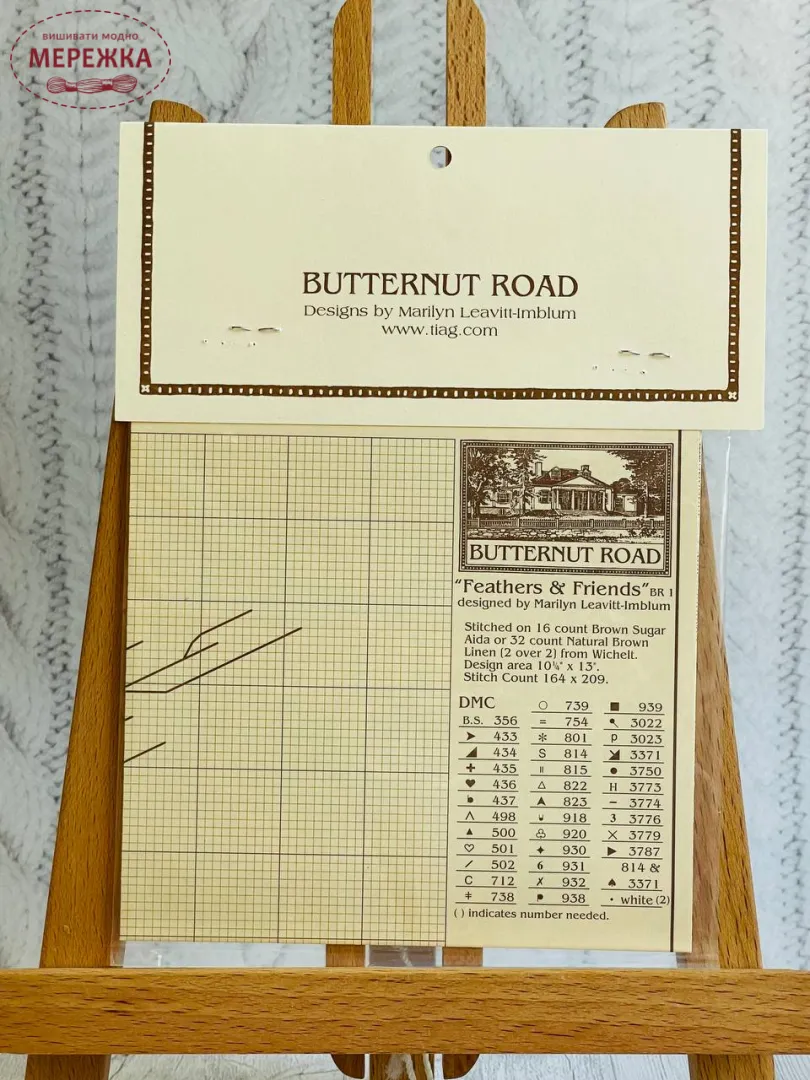 вишивати модно
МЕРЕЖКА
BUTTERNUT ROAD
Designs by Marilyn Leavitt-Imblum
www.tiag.com
BUTTERNUT ROAD
"Feathers & Friends" BR 1
designed by Marilyn Leavitt-Imblum
Stitched on 16 count Brown Sugar
Aida or 32 count Natural Brown
Linen (2 over 2) from Wichelt.
Design area 10¼" x 13".
Stitch Count 164 x 209.
DMC
B.S. 356
➤ 433
◢ 434
✚ 435
♥ 436
437
Λ 498
▲ 500
♡ 501
⁄ 502
C 712
ǂ 738
○ 739
= 754
✻ 801
S 814
॥ 815
△ 822
⮝ 823
918
♧ 920
✦ 930
6 931
✗ 932
938
■ 939
3022
p 3023
3371
● 3750
H 3773
– 3774
3 3776
× 3779
▶ 3787
814 &
♠ 3371
• white (2)
( ) indicates number needed.